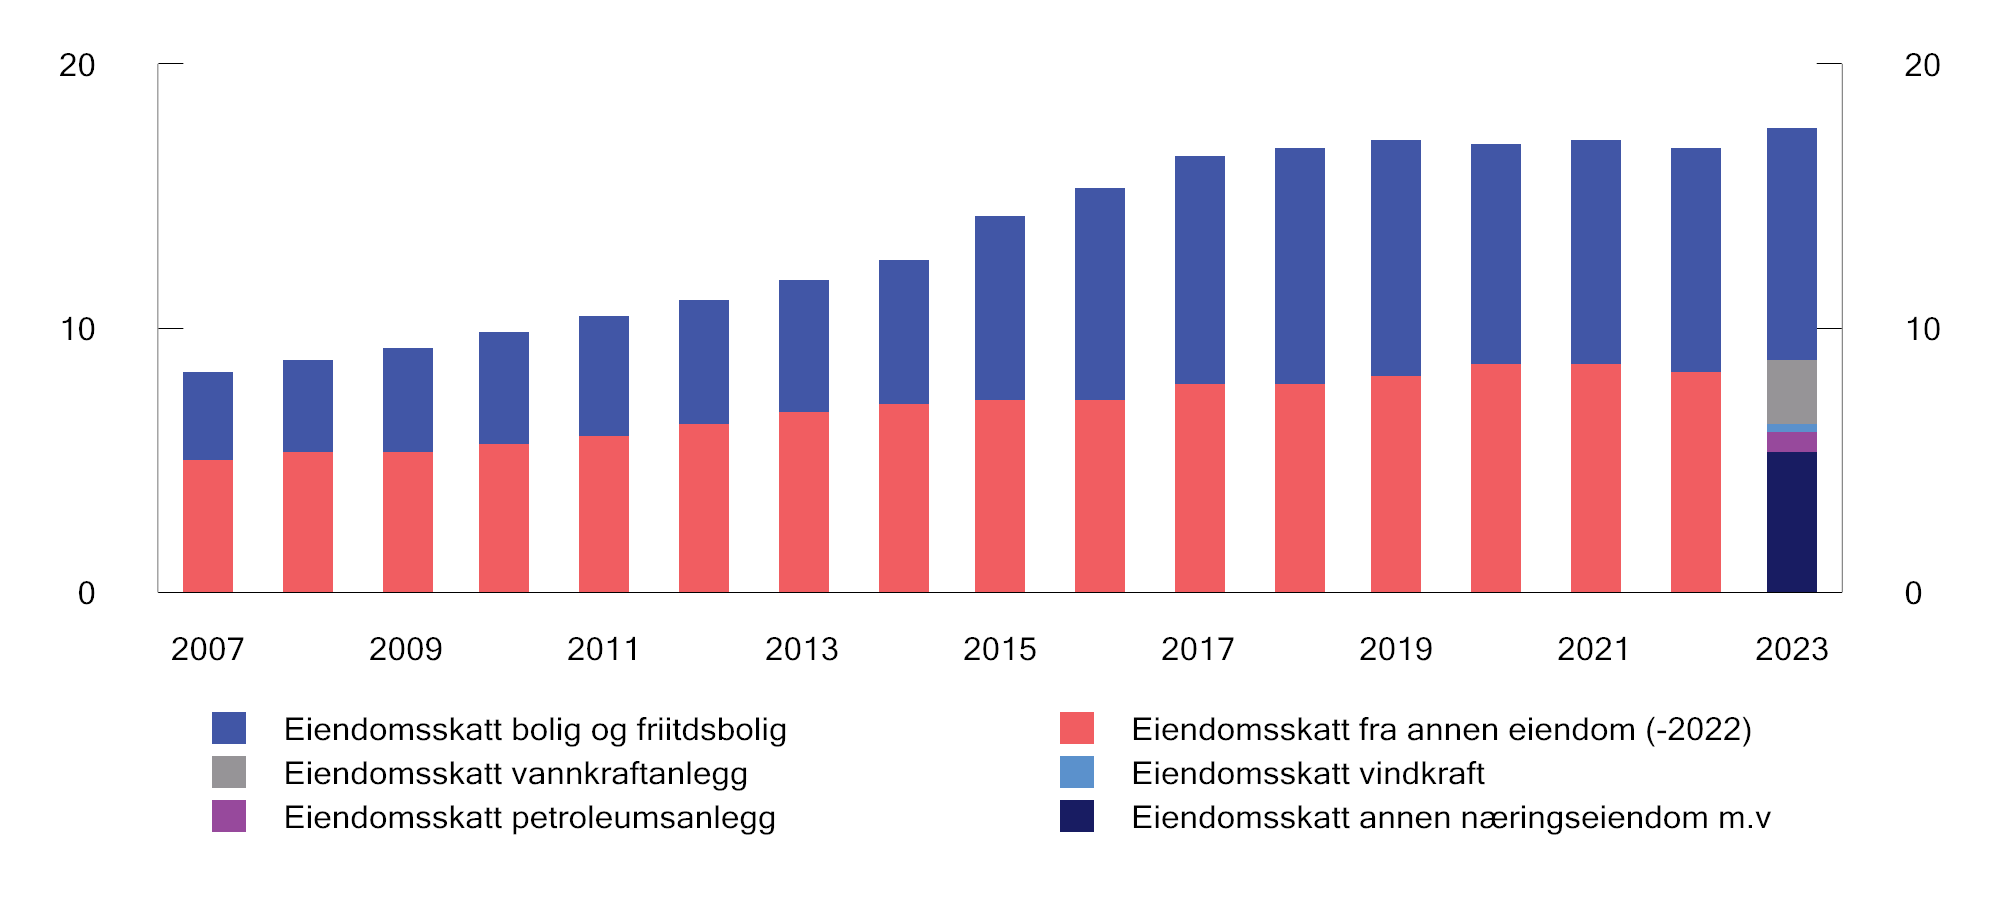 20 20
10 10
0 0
2007 2009 2011 2013 2015 2017 2019 2021 2023
Eiendomsskatt bolig og friitdsbolig Eiendomsskatt fra annen eiendom (-2022)
Eiendomsskatt vannkraftanlegg Eiendomsskatt vindkraft
Eiendomsskatt petroleumsanlegg Eiendomsskatt annen næringseiendom m.v